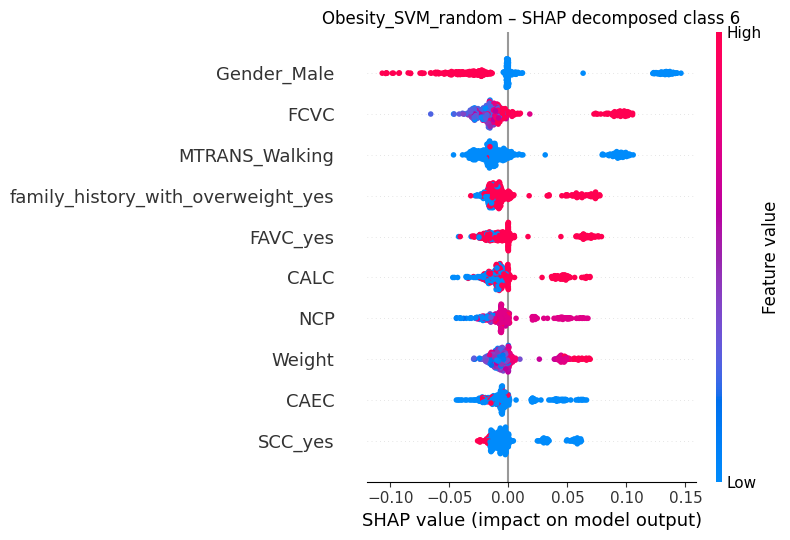 Obesity_SVM_random – SHAP decomposed class 6
High
Gender_Male
FCVC
MTRANS_Walking
family_history_with_overweight_yes
FAVC_yes
CALC
NCP
Weight
CAEC
SCC_yes
Feature value
Low
−0.10 −0.05 0.00 0.05 0.10 0.15
SHAP value (impact on model output)